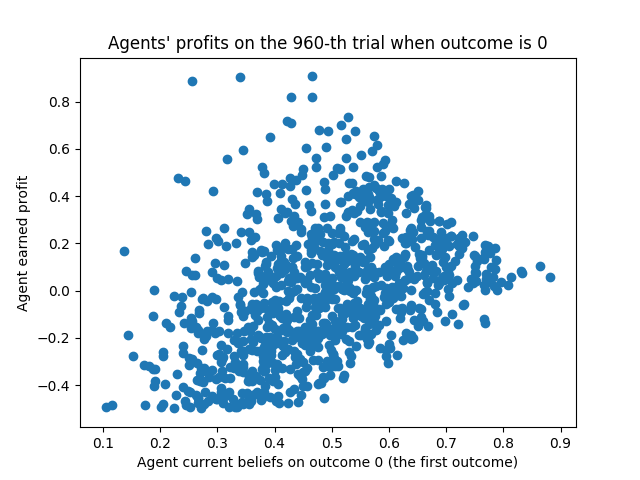 Agents' profits on the 960-th trial when outcome is 0
Agent earned profit
0.8
0.6
0.4
0.2
0.0
−0.2
−0.4
0.1 0.2 0.3 0.4 0.5 0.6 0.7 0.8 0.9
Agent current beliefs on outcome 0 (the first outcome)